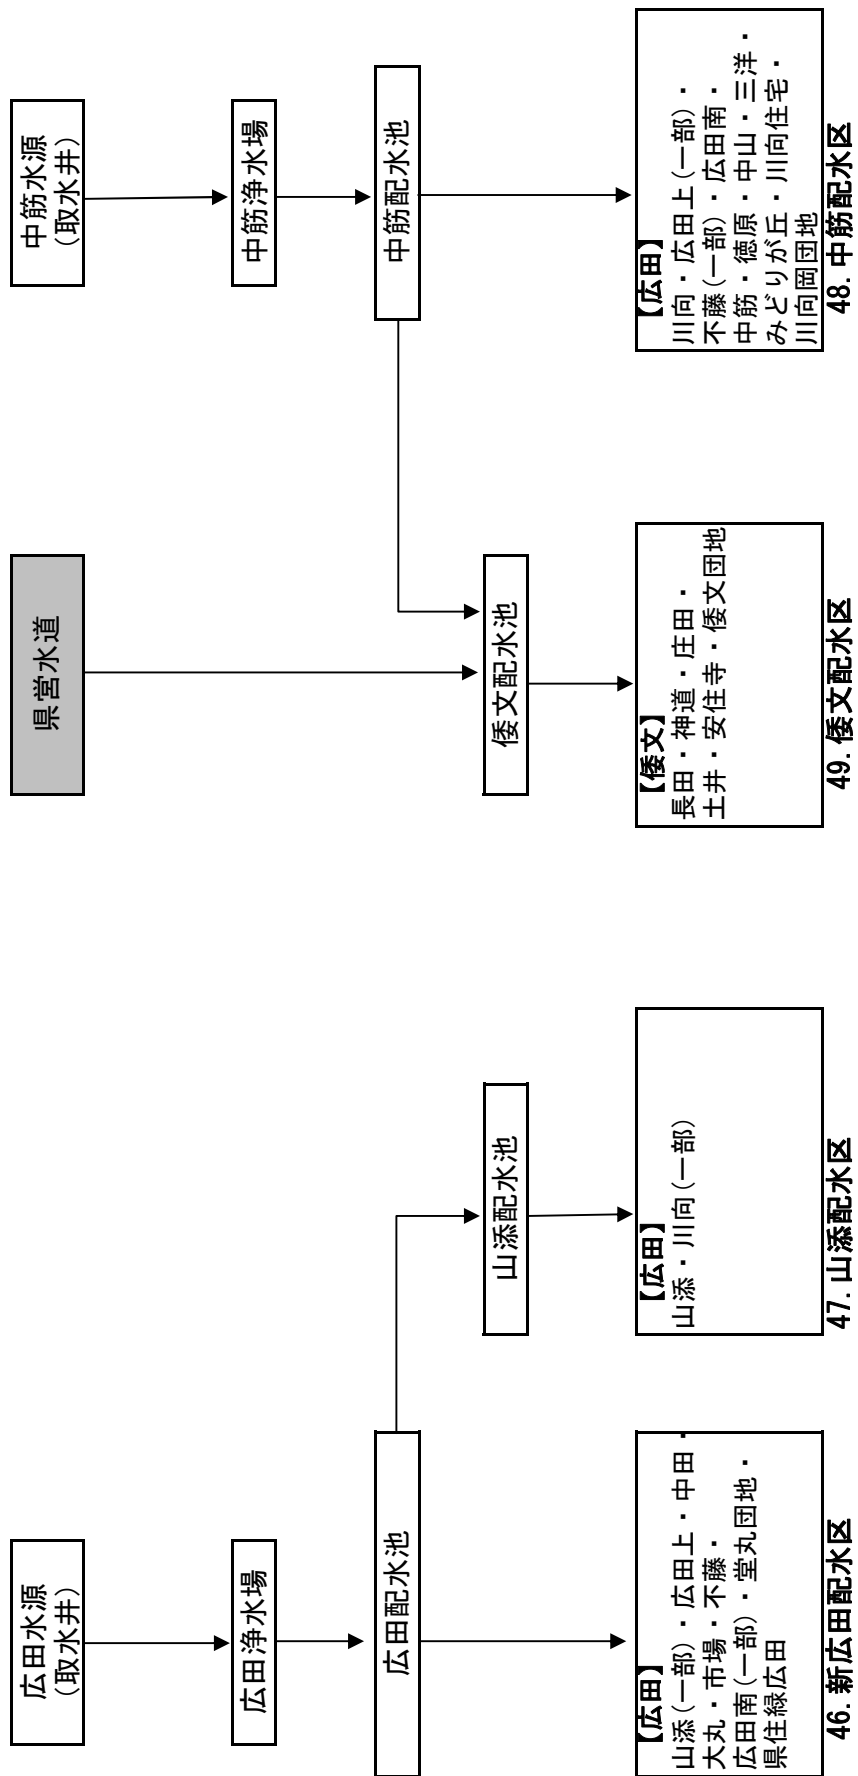 広田水源
（取水井）
広田浄水場
広田配水池
【広田】
山添(一部)・広田上・中田・
大丸・市場・不藤・
広田南(一部)・堂丸団地・
県住緑広田
46. 新広田配水区
山添配水池
【広田】
山添・川向(一部)
47. 山添配水区
県営水道
倭文配水池
【倭文】
長田・神道・庄田・
土井・安住寺・倭文団地
49. 倭文配水区
中筋水源
（取水井）
中筋浄水場
中筋配水池
【広田】
川向・広田上(一部)・
不藤(一部)・広田南・
中筋・徳原・中山・三洋・
みどりが丘・川向住宅・
川向岡団地
48. 中筋配水区